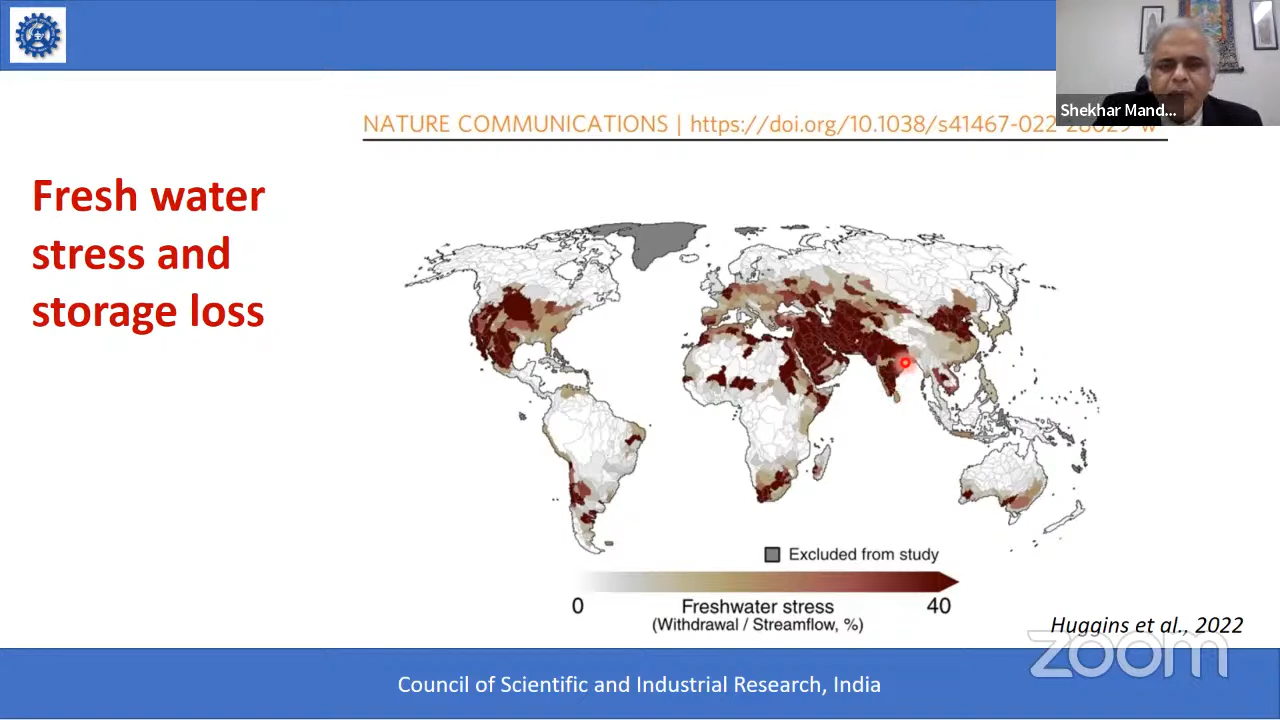 NATURE COMMUNICATIONS | https://doi.org/10.1038/s41467-022-28029-w
Shekhar Mand...
Fresh water
stress and
storage loss
Excluded from study
0
40
Freshwater stress
(Withdrawal / Streamflow, %)
Huggins et al., 2022
zoom
Council of Scientific and Industrial Research, India